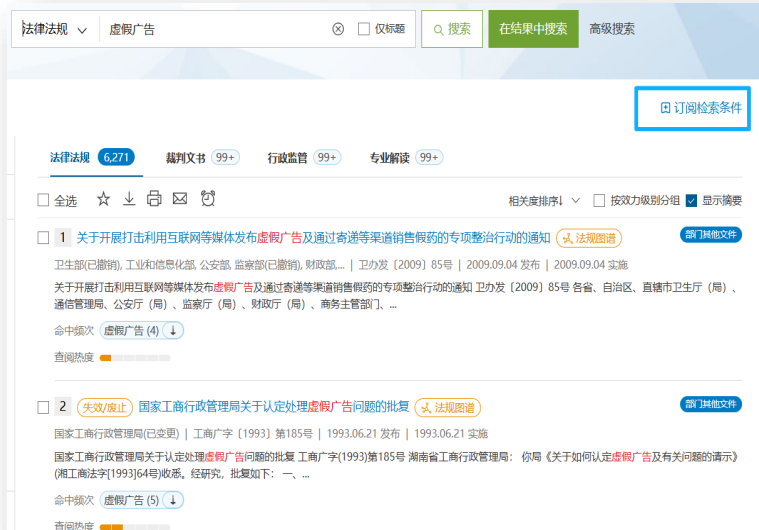 法律法规 虚假广告 仅标题 搜索 在结果中搜索 高级搜索
订阅检索条件
法律法规 6,271 裁判文书 99+ 行政监管 99+ 专业解读 99+
全选 相关度排序↓ 按效力级别分组 显示摘要
1 关于开展打击利用互联网等媒体发布虚假广告及通过寄递等渠道销售假药的专项整治行动的通知 法规图谱 部门其他文件
卫生部(已撤销), 工业和信息化部, 公安部, 监察部(已撤销), 财政部,... | 卫办发〔2009〕85号 | 2009.09.04 发布 | 2009.09.04 实施
关于开展打击利用互联网等媒体发布虚假广告及通过寄递等渠道销售假药的专项整治行动的通知 卫办发〔2009〕85号 各省、自治区、直辖市卫生厅（局）、
通信管理局、公安厅（局）、监察厅（局）、财政厅（局）、商务主管部门、...
命中频次 虚假广告 (4) ↓
查阅热度
2 失效/废止 国家工商行政管理局关于认定处理虚假广告问题的批复 法规图谱 部门其他文件
国家工商行政管理局(已变更) | 工商广字〔1993〕第185号 | 1993.06.21 发布 | 1993.06.21 实施
国家工商行政管理局关于认定处理虚假广告问题的批复 工商广字(1993)第185号 湖南省工商行政管理局： 你局《关于如何认定虚假广告及有关问题的请示》
(湘工商法字[1993]64号)收悉。经研究，批复如下： 一、...
命中频次 虚假广告 (5) ↓
查阅热度